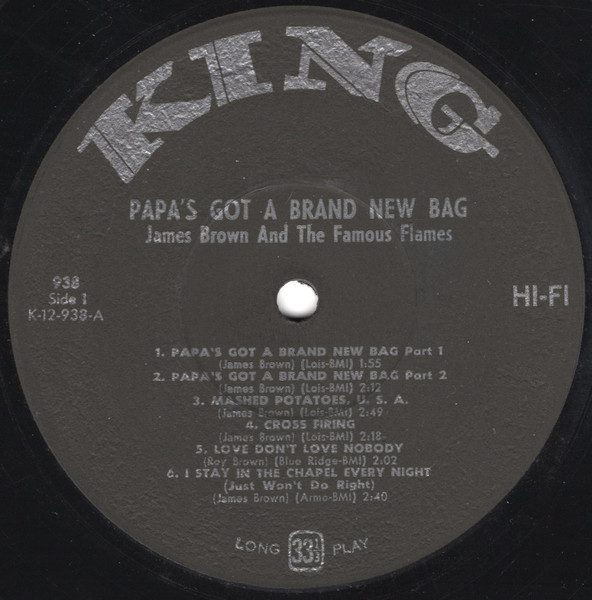 KING
PAPA'S GOT A BRAND NEW BAG
James Brown And The Famous Flames
938
Side 1
K-12-938-A
HI-FI
1. PAPA'S GOT A BRAND NEW BAG Part 1
(James Brown) (Lois-BMI) 1:55
2. PAPA'S GOT A BRAND NEW BAG Part 2
(James Brown) (Lois-BMI) 2:12
3. MASHED POTATOES, U. S. A.
(James Brown) (Lois-BMI) 2:49
4. CROSS FIRING
(James Brown) (Lois-BMI) 2:18
5. LOVE DON'T LOVE NOBODY
(Roy Brown) (Blue Ridge-BMI) 2:02
6. I STAY IN THE CHAPEL EVERY NIGHT
(Just Won't Do Right)
(James Brown) (Armo-BMI) 2:40
LONG 33 1/3 PLAY